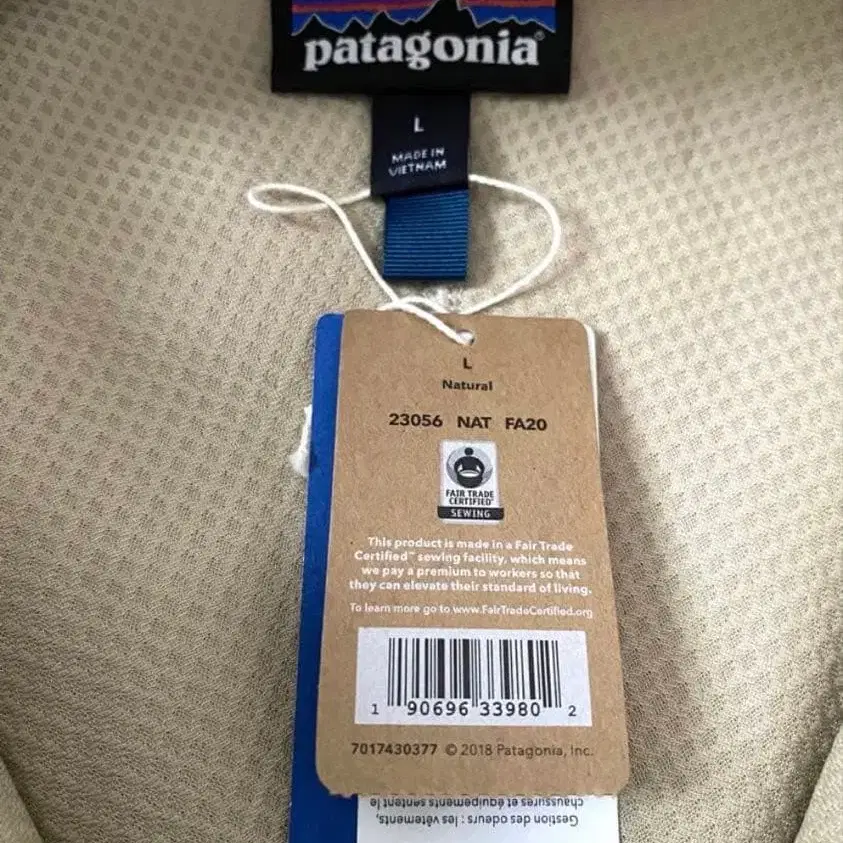 patagonia®
L
MADE IN
VIETNAM
L
Natural
23056 NAT FA20
FAIR TRADE
CERTIFIED™
SEWING
This product is made in a Fair Trade
Certified™ sewing facility, which means
we pay a premium to workers so that
they can elevate their standard of living.
To learn more go to www.FairTradeCertified.org
1 90696 33980 2
7017430377 © 2018 Patagonia, Inc.
Gestion des odeurs : les vêtements,
chaussures et équipements sentent le